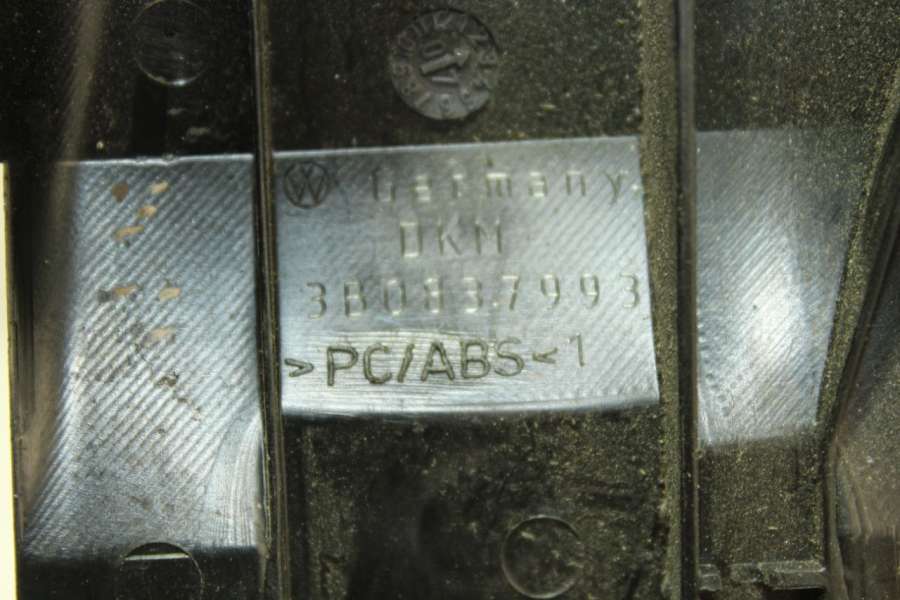 Germany
DKM
3B0837993
>PC/ABS<1